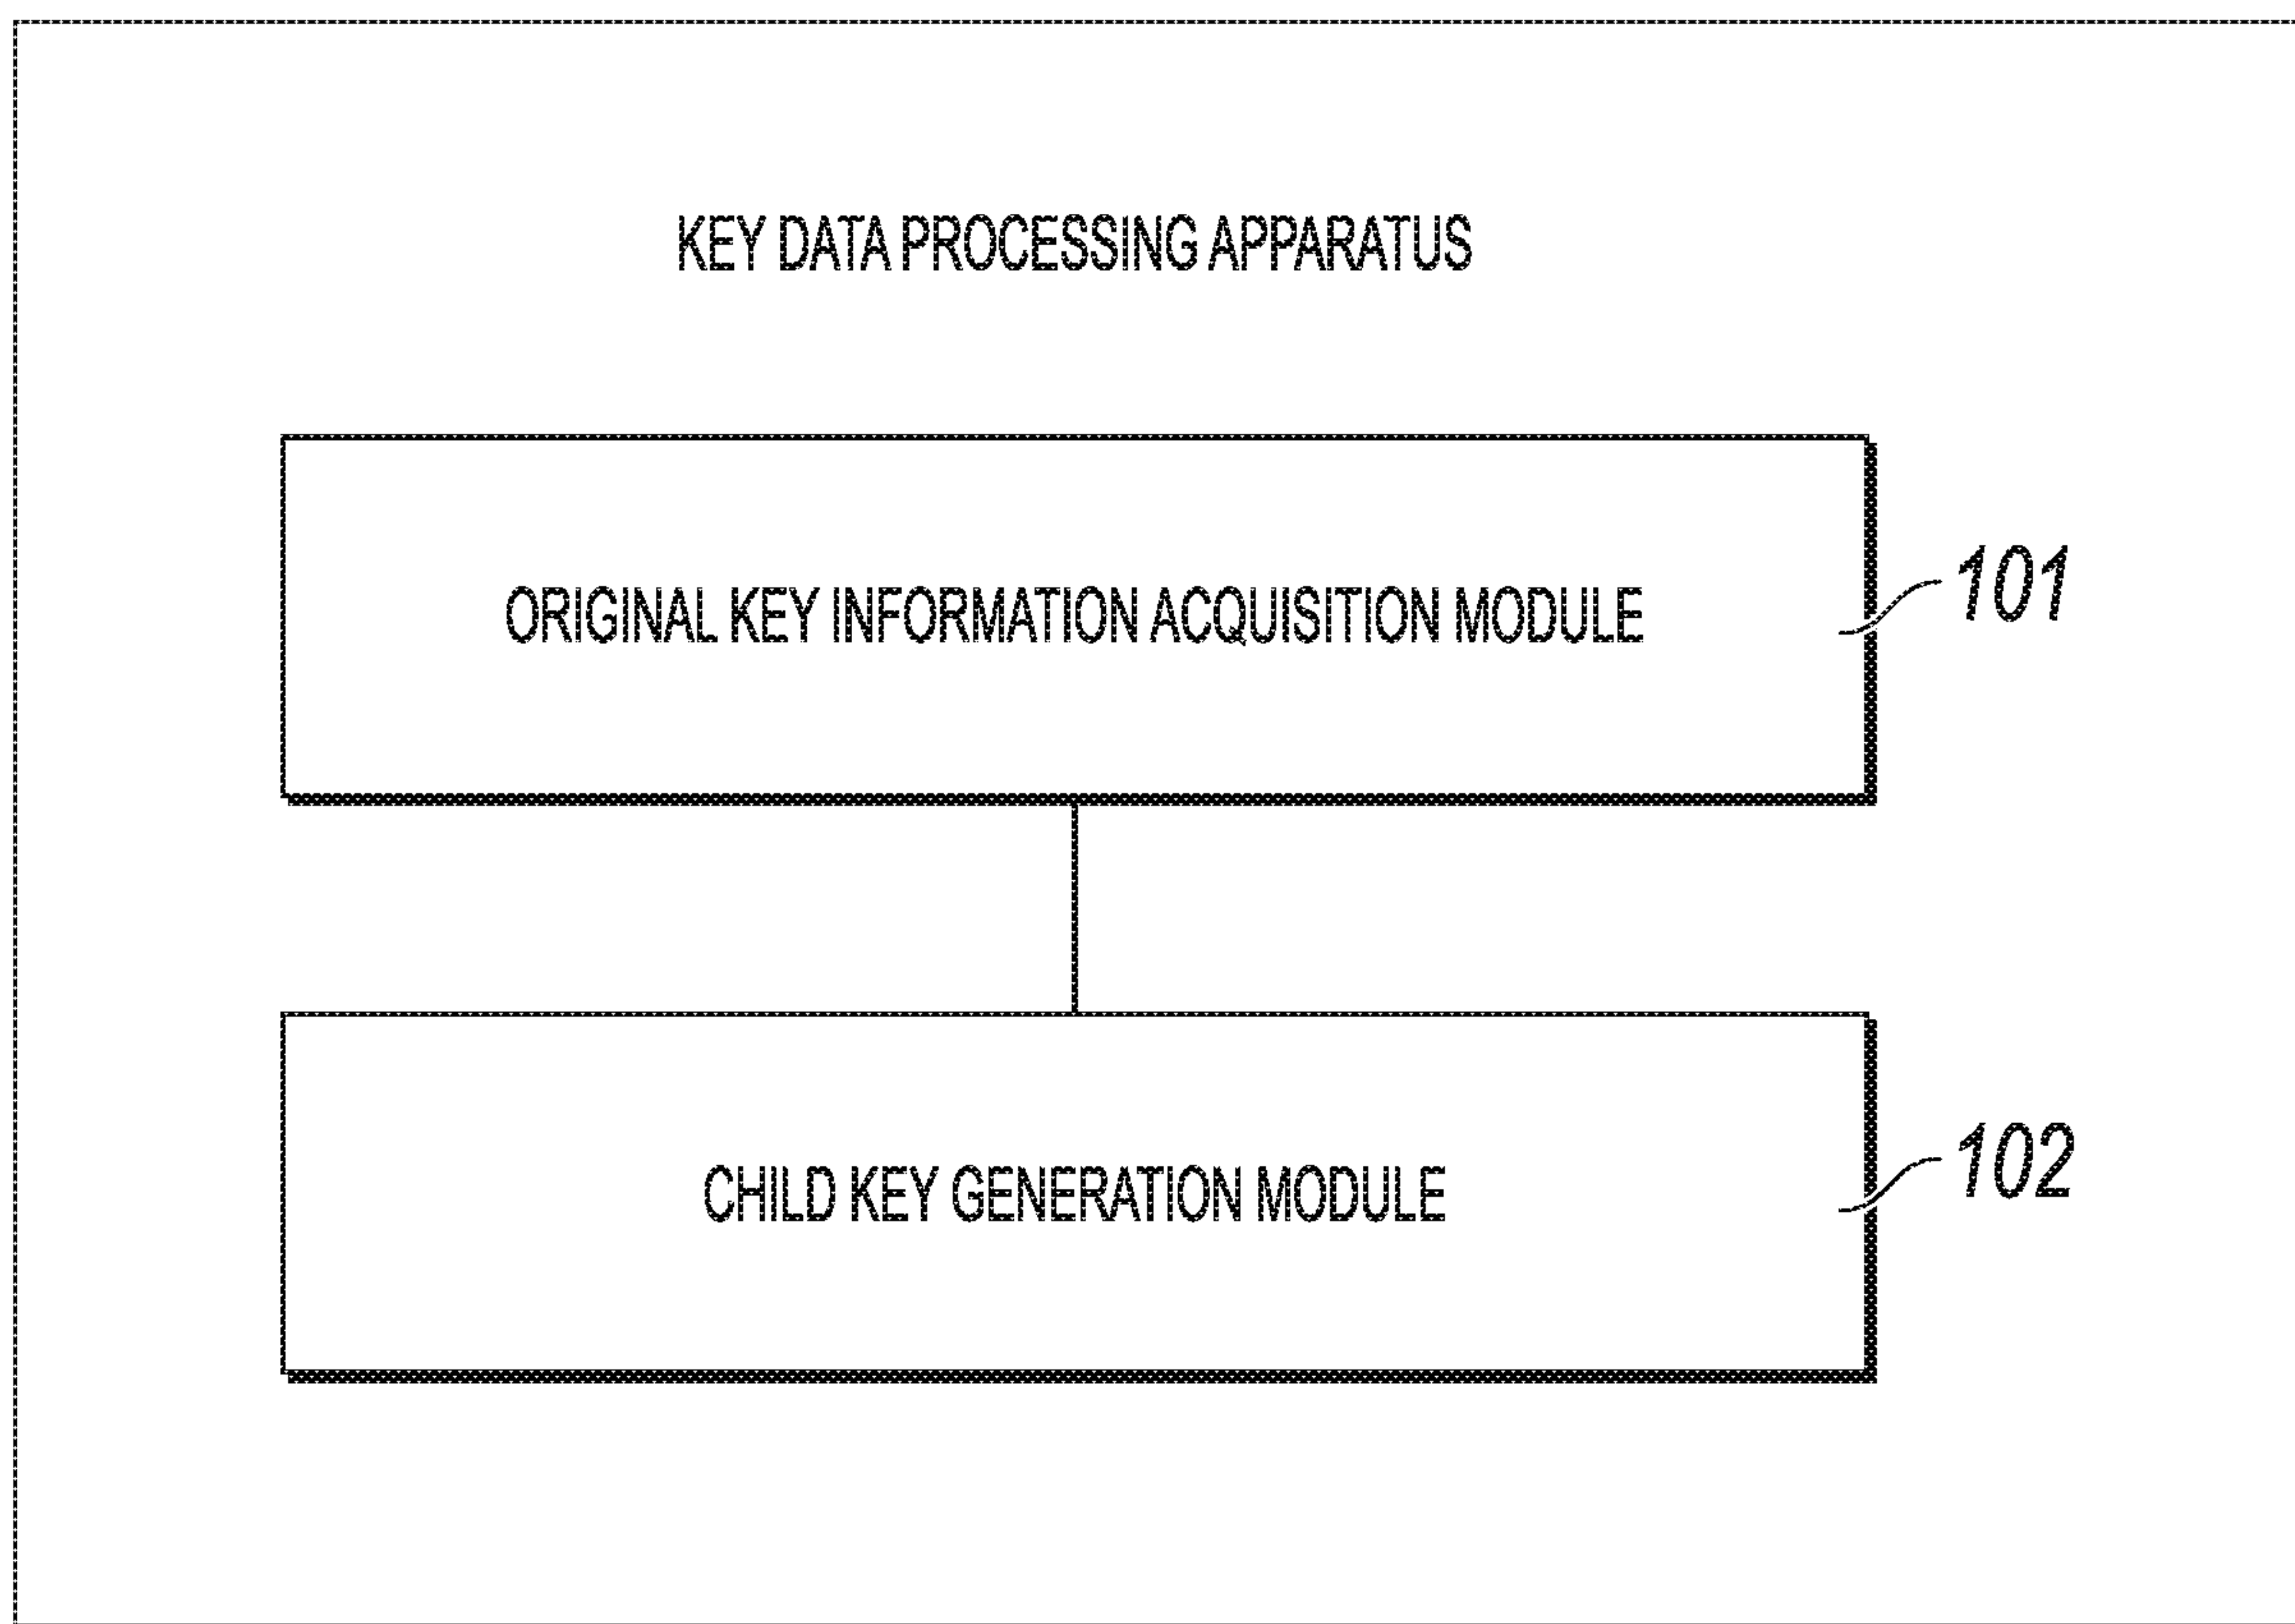 KEY DATA PROCESSING APPARATUS
ORIGINAL KEY INFORMATION ACQUISITION MODULE
101
CHILD KEY GENERATION MODULE
102